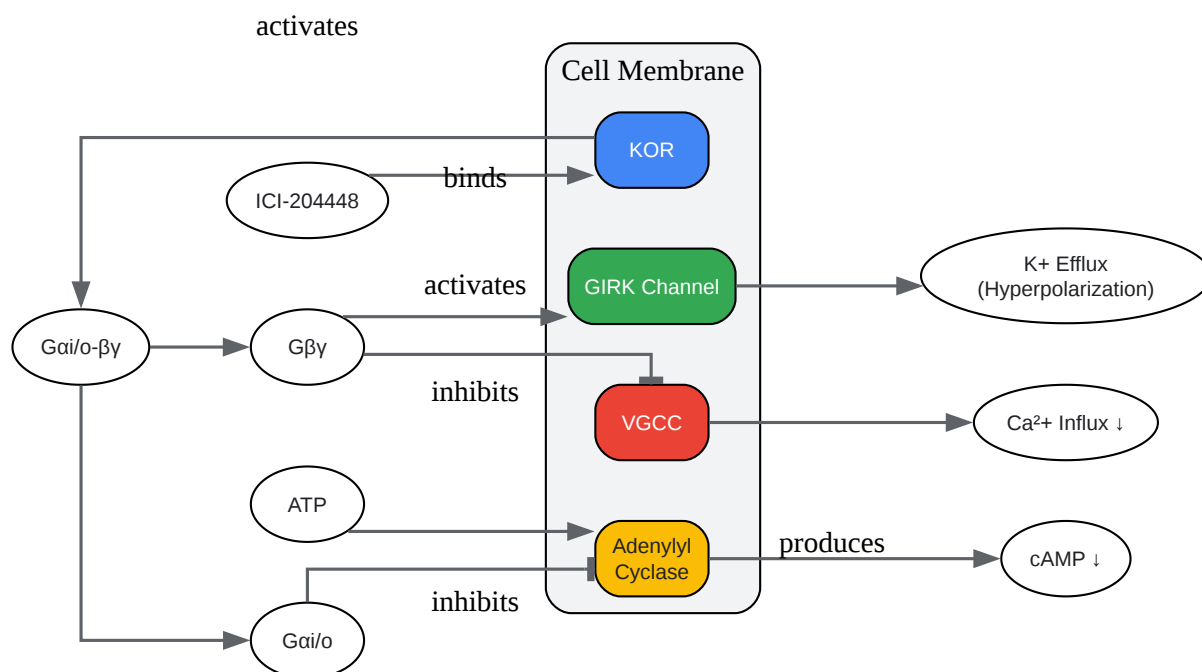 activates
Cell Membrane
KOR
binds
ICI-204448
GIRK Channel
activates
K+ Efflux
(Hyperpolarization)
Gαi/o-βγ
Gβγ
inhibits
VGCC
Ca²+ Influx ↓
ATP
Adenylyl
Cyclase
produces
cAMP ↓
inhibits
Gαi/o